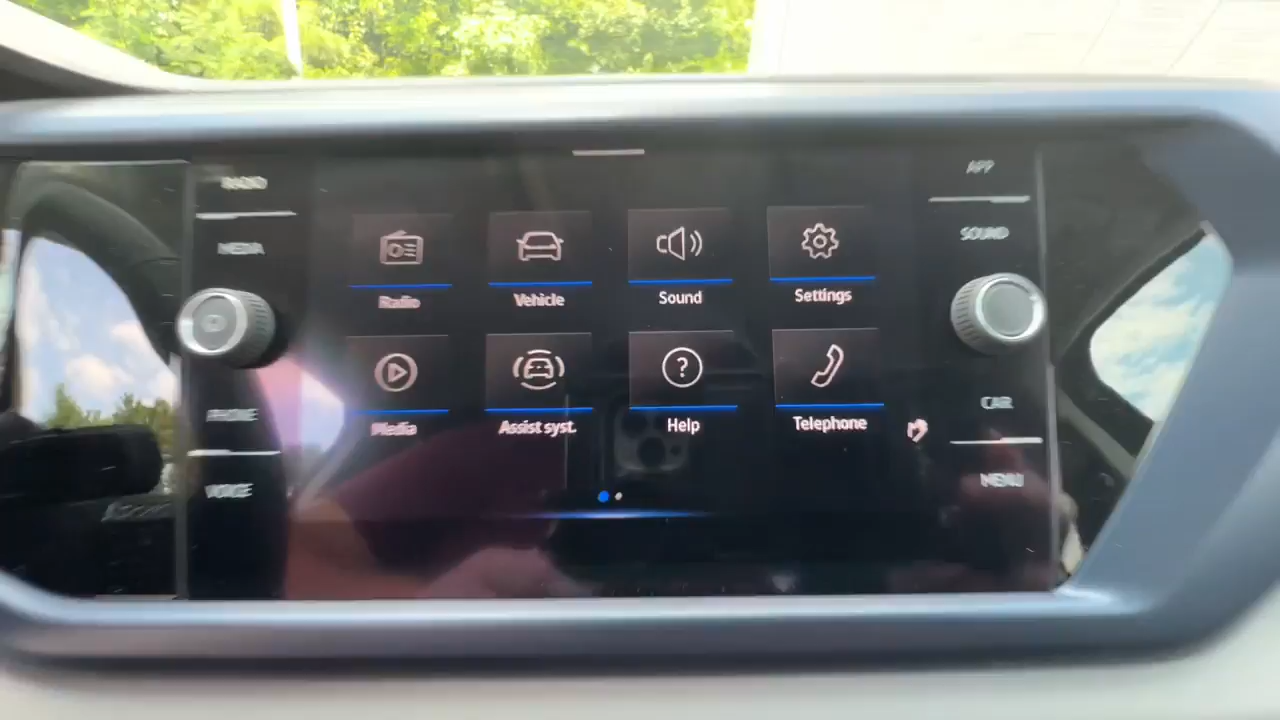 RADIO
MEDIA
PHONE
VOICE
Radio
Vehicle
Sound
Settings
Media
Assist syst.
Help
Telephone
APP
SOUND
CAR
MENU